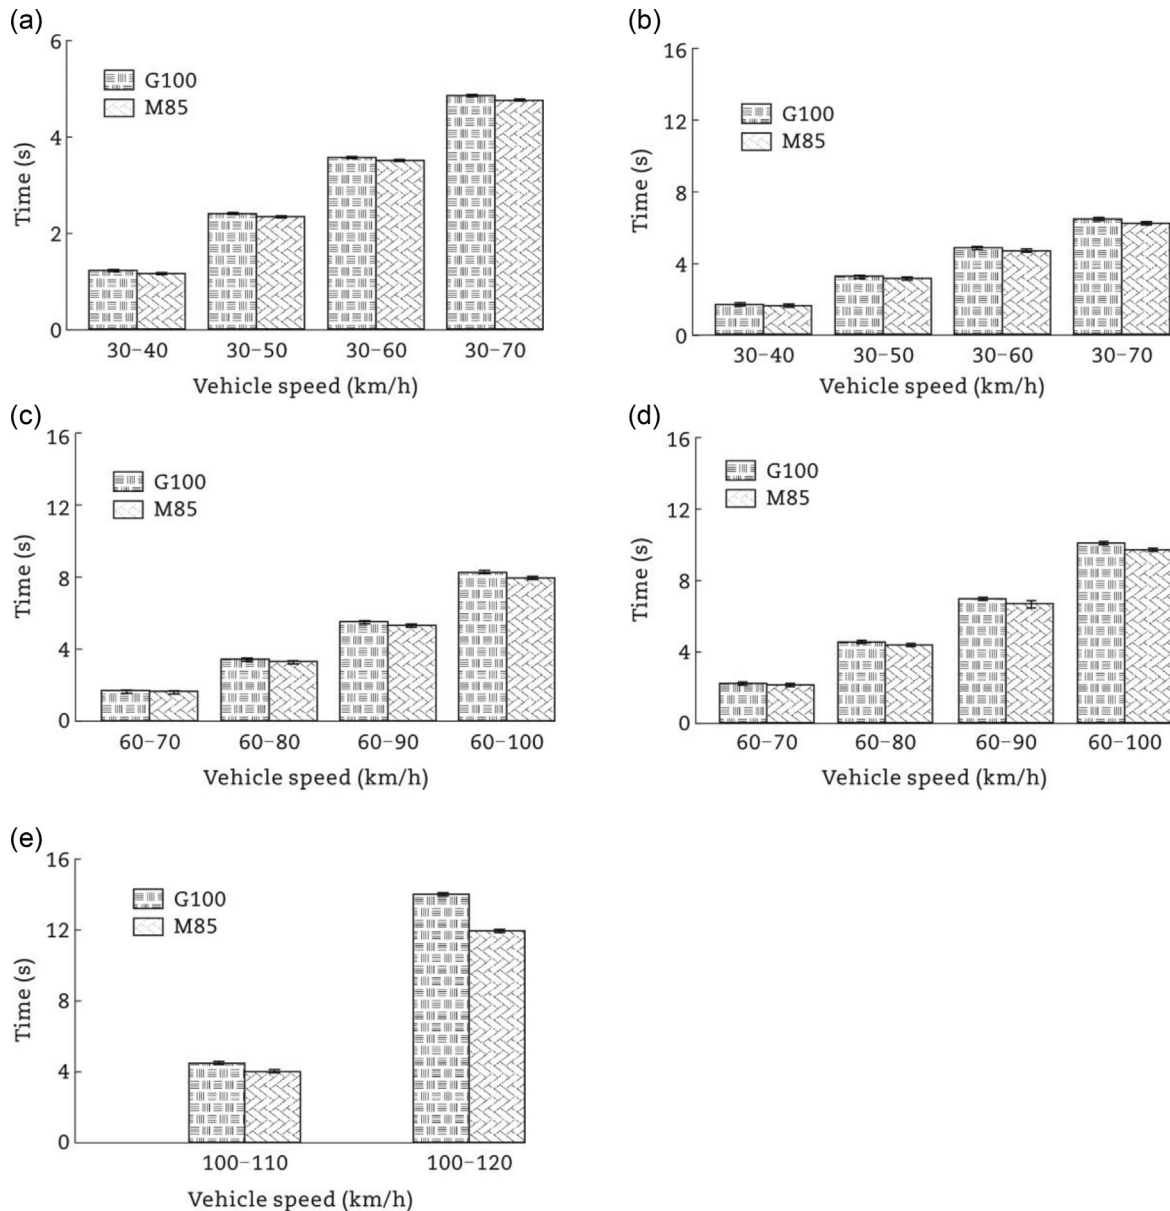 (a)
6
4
2
0
Time (s)
G100
M85
30–40 30–50 30–60 30–70
Vehicle speed (km/h)
(b)
16
12
8
4
0
Time (s)
G100
M85
30–40 30–50 30–60 30–70
Vehicle speed (km/h)
(c)
16
12
8
4
0
Time (s)
G100
M85
60–70 60–80 60–90 60–100
Vehicle speed (km/h)
(d)
16
12
8
4
0
Time (s)
G100
M85
60–70 60–80 60–90 60–100
Vehicle speed (km/h)
(e)
16
12
8
4
0
Time (s)
G100
M85
100–110 100–120
Vehicle speed (km/h)